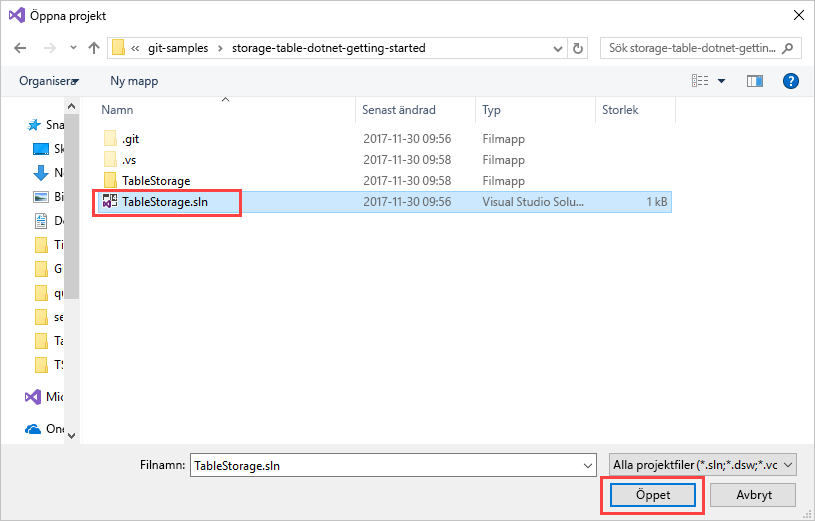 Öppna projekt
« git-samples › storage-table-dotnet-getting-started
Sök storage-table-dotnet-gettin...
Organisera
Ny mapp
Namn
Senast ändrad
Typ
Storlek
.git 2017-11-30 09:56 Filmapp
.vs 2017-11-30 09:58 Filmapp
TableStorage 2017-11-30 09:58 Filmapp
TableStorage.sln 2017-11-30 09:56 Visual Studio Solu... 1 kB
Sna
Sk
N
Bi
D
Ti
G
qu
se
Ta
TS
Mic
One
Filnamn: TableStorage.sln
Alla projektfiler (*.sln;*.dsw;*.vc
Öppet
Avbryt